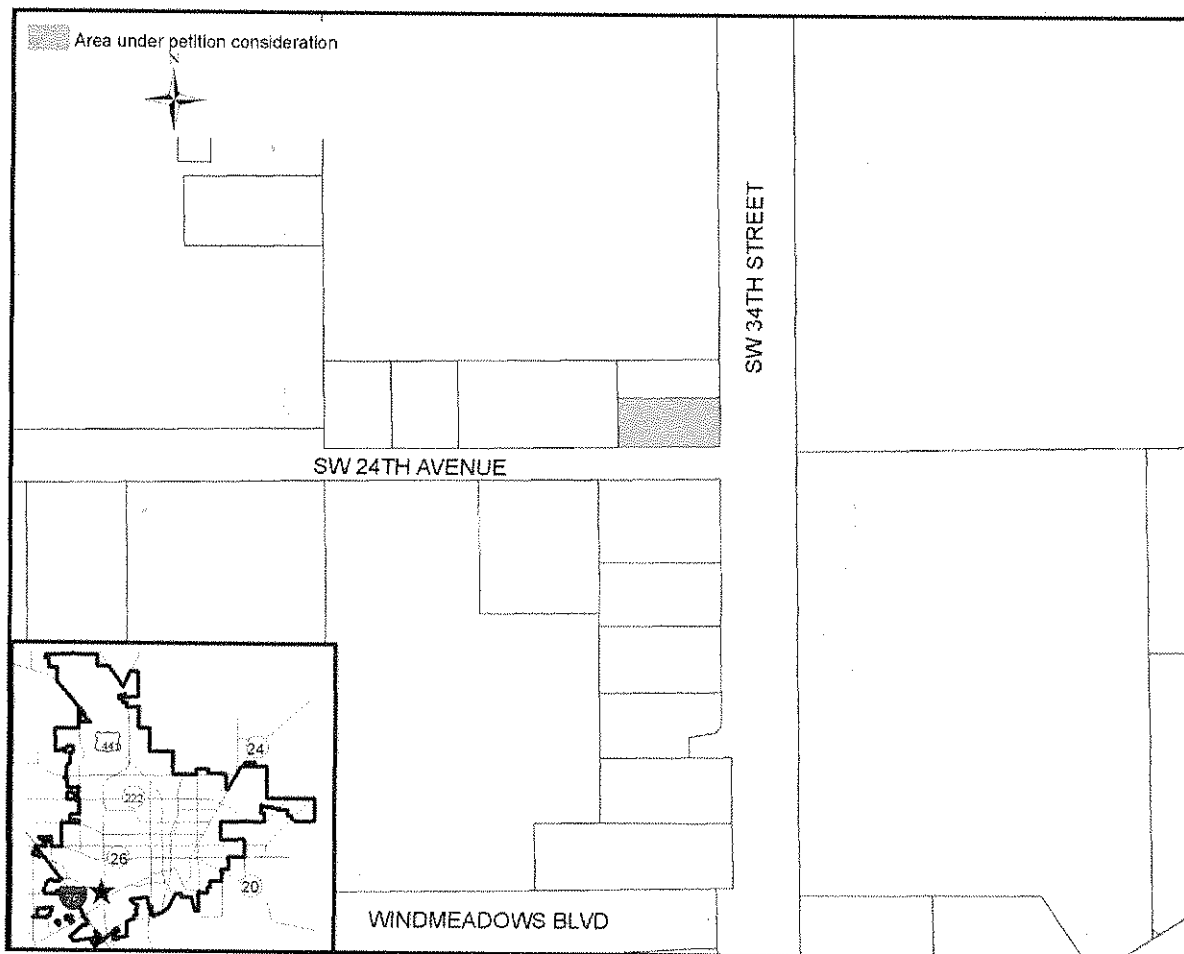 Area under petition consideration
N
SW 34TH STREET
SW 24TH AVENUE
441
24
222
26
20
WINDMEADOWS BLVD